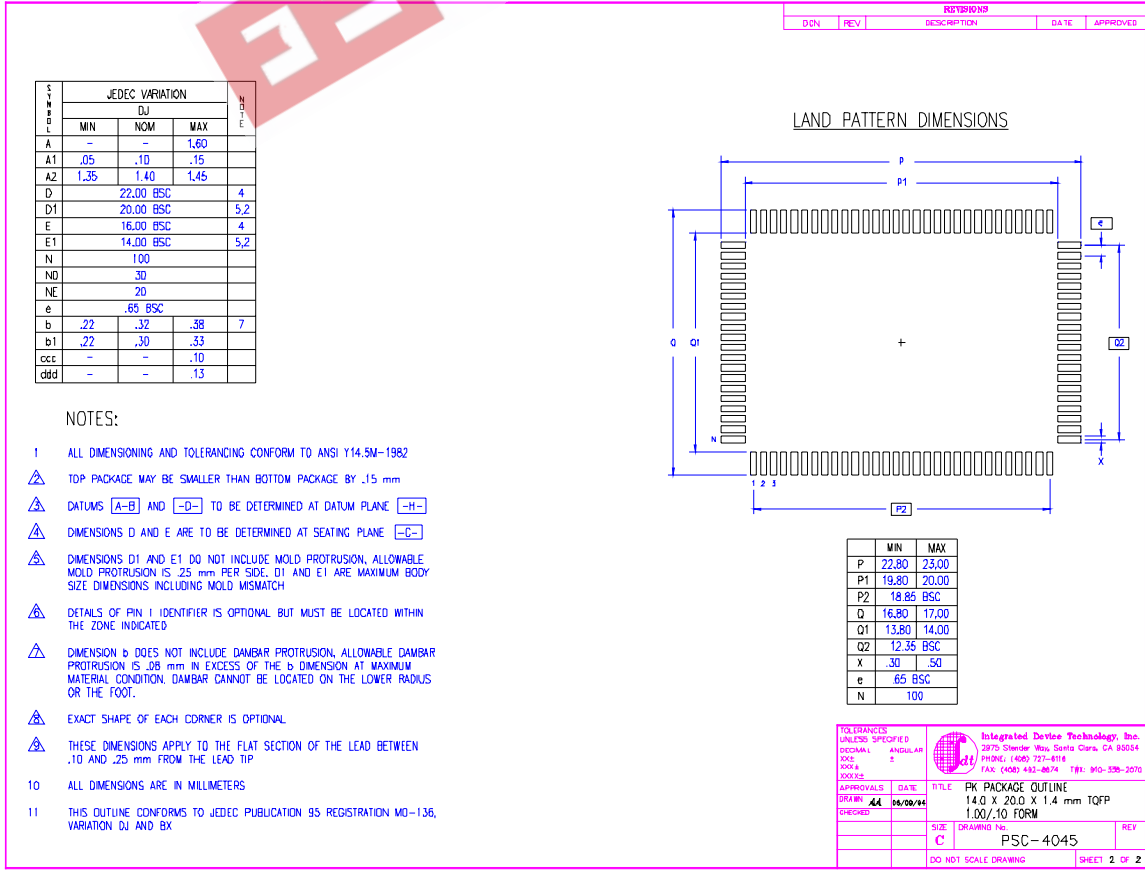 REVISIONS
DCN REV DESCRIPTION DATE APPROVED
SYMBOL JEDEC VARIATION NOTE
DJ
MIN NOM MAX
A - - 1.60
A1 .05 .10 .15
A2 1.35 1.40 1.45
D 22.00 BSC 4
D1 20.00 BSC 5,2
E 16.00 BSC 4
E1 14.00 BSC 5,2
N 100
ND 30
NE 20
e .65 BSC
b .22 .32 .38 7
b1 .22 .30 .33
ccc - - .10
ddd - - .13
NOTES:
1 ALL DIMENSIONING AND TOLERANCING CONFORM TO ANSI Y14.5M-1982
2 TOP PACKAGE MAY BE SMALLER THAN BOTTOM PACKAGE BY .15 mm
3 DATUMS A-B AND -D- TO BE DETERMINED AT DATUM PLANE -H-
4 DIMENSIONS D AND E ARE TO BE DETERMINED AT SEATING PLANE -C-
5 DIMENSIONS D1 AND E1 DO NOT INCLUDE MOLD PROTRUSION. ALLOWABLE
MOLD PROTRUSION IS .25 mm PER SIDE. D1 AND E1 ARE MAXIMUM BODY
SIZE DIMENSIONS INCLUDING MOLD MISMATCH
6 DETAILS OF PIN 1 IDENTIFIER IS OPTIONAL BUT MUST BE LOCATED WITHIN
THE ZONE INDICATED
7 DIMENSION b DOES NOT INCLUDE DAMBAR PROTRUSION. ALLOWABLE DAMBAR
PROTRUSION IS .08 mm IN EXCESS OF THE b DIMENSION AT MAXIMUM
MATERIAL CONDITION. DAMBAR CANNOT BE LOCATED ON THE LOWER RADIUS
OR THE FOOT.
8 EXACT SHAPE OF EACH CORNER IS OPTIONAL
9 THESE DIMENSIONS APPLY TO THE FLAT SECTION OF THE LEAD BETWEEN
.10 AND .25 mm FROM THE LEAD TIP
10 ALL DIMENSIONS ARE IN MILLIMETERS
11 THIS OUTLINE CONFORMS TO JEDEC PUBLICATION 95 REGISTRATION MO-136,
VARIATION DJ AND BX
LAND PATTERN DIMENSIONS
P
P1
e
Q Q1 Q2
N
X
1 2 3
P2
MIN MAX
P 22.80 23.00
P1 19.80 20.00
P2 18.85 BSC
Q 16.80 17.00
Q1 13.80 14.00
Q2 12.35 BSC
X .30 .50
e .65 BSC
N 100
TOLERANCES
UNLESS SPECIFIED
DECIMAL ANGULAR
XX± ±
XXX±
XXXX±
idt
Integrated Device Technology, Inc.
2975 Stender Way, Santa Clara, CA 95054
PHONE: (408) 727-6116
FAX: (408) 492-8674 TWX: 910-338-2070
APPROVALS DATE
DRAWN 05/09/94
CHECKED
TITLE PK PACKAGE OUTLINE
14.0 X 20.0 X 1.4 mm TQFP
1.00/.10 FORM
SIZE DRAWING No. REV
C PSC-4045
DO NOT SCALE DRAWING SHEET 2 OF 2